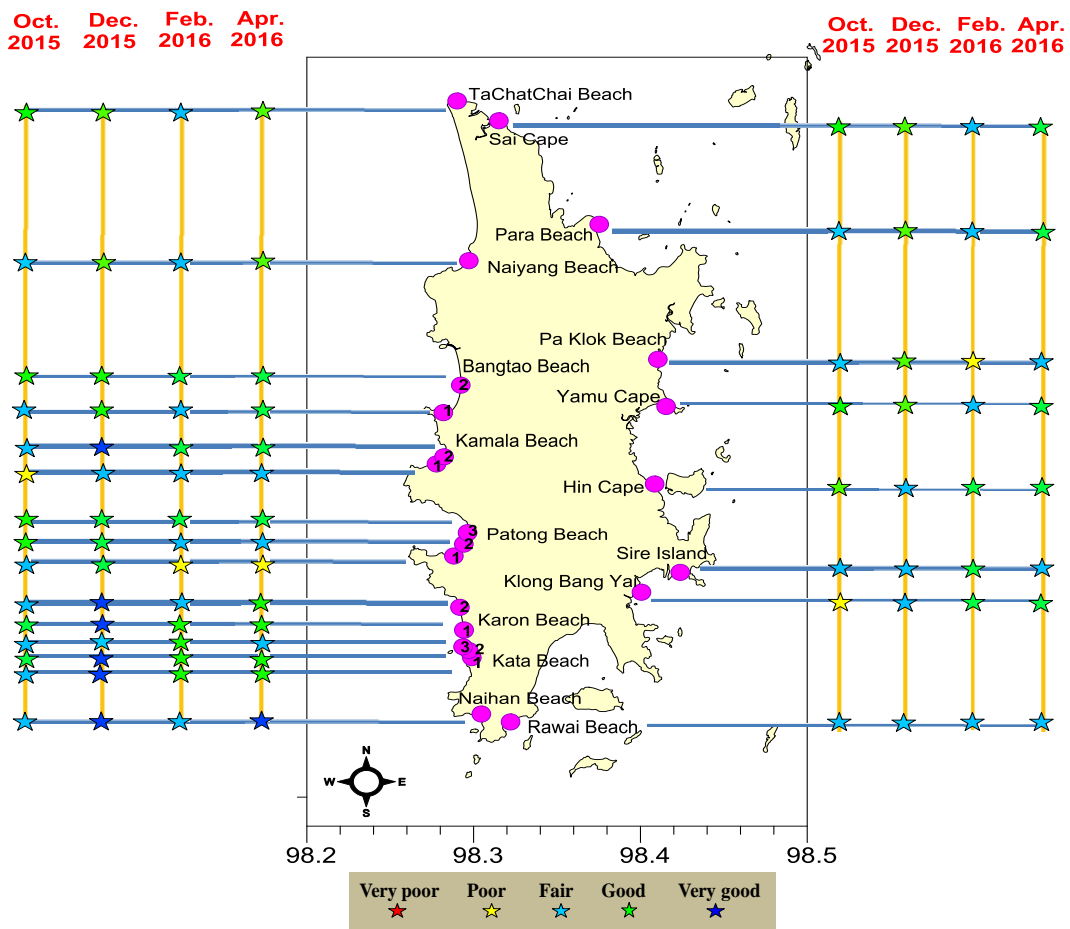 Oct. Dec. Feb. Apr.
2015 2015 2016 2016
Oct. Dec. Feb. Apr.
2015 2015 2016 2016
TaChatChai Beach
Sai Cape
Para Beach
Naiyang Beach
Pa Klok Beach
Bangtao Beach
2
Yamu Cape
1
Kamala Beach
2
1
Hin Cape
3
Patong Beach
2
1
Sire Island
Klong Bang Yai
2
Karon Beach
1
3
2
Kata Beach
1
Naihan Beach
Rawai Beach
N
W E
S
98.2 98.3 98.4 98.5
Very poor Poor Fair Good Very good